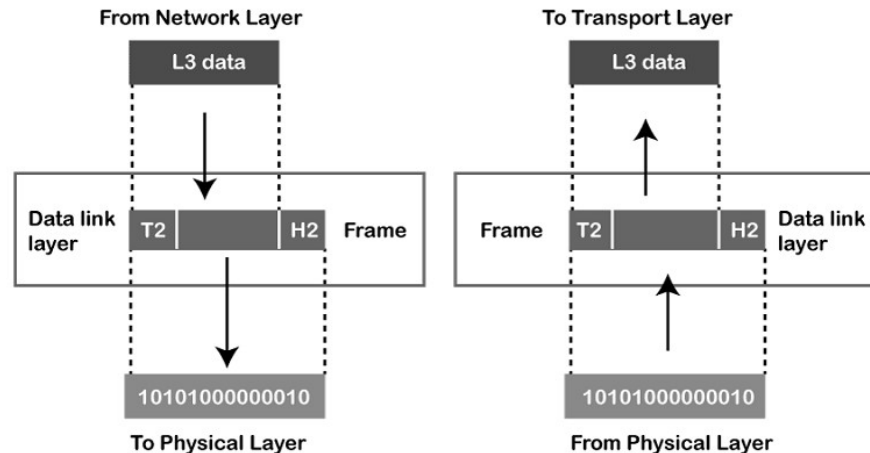 From Network Layer
L3 data
Data link
layer
T2
H2
Frame
10101000000010
To Physical Layer
To Transport Layer
L3 data
Frame
T2
H2
Data link
layer
10101000000010
From Physical Layer